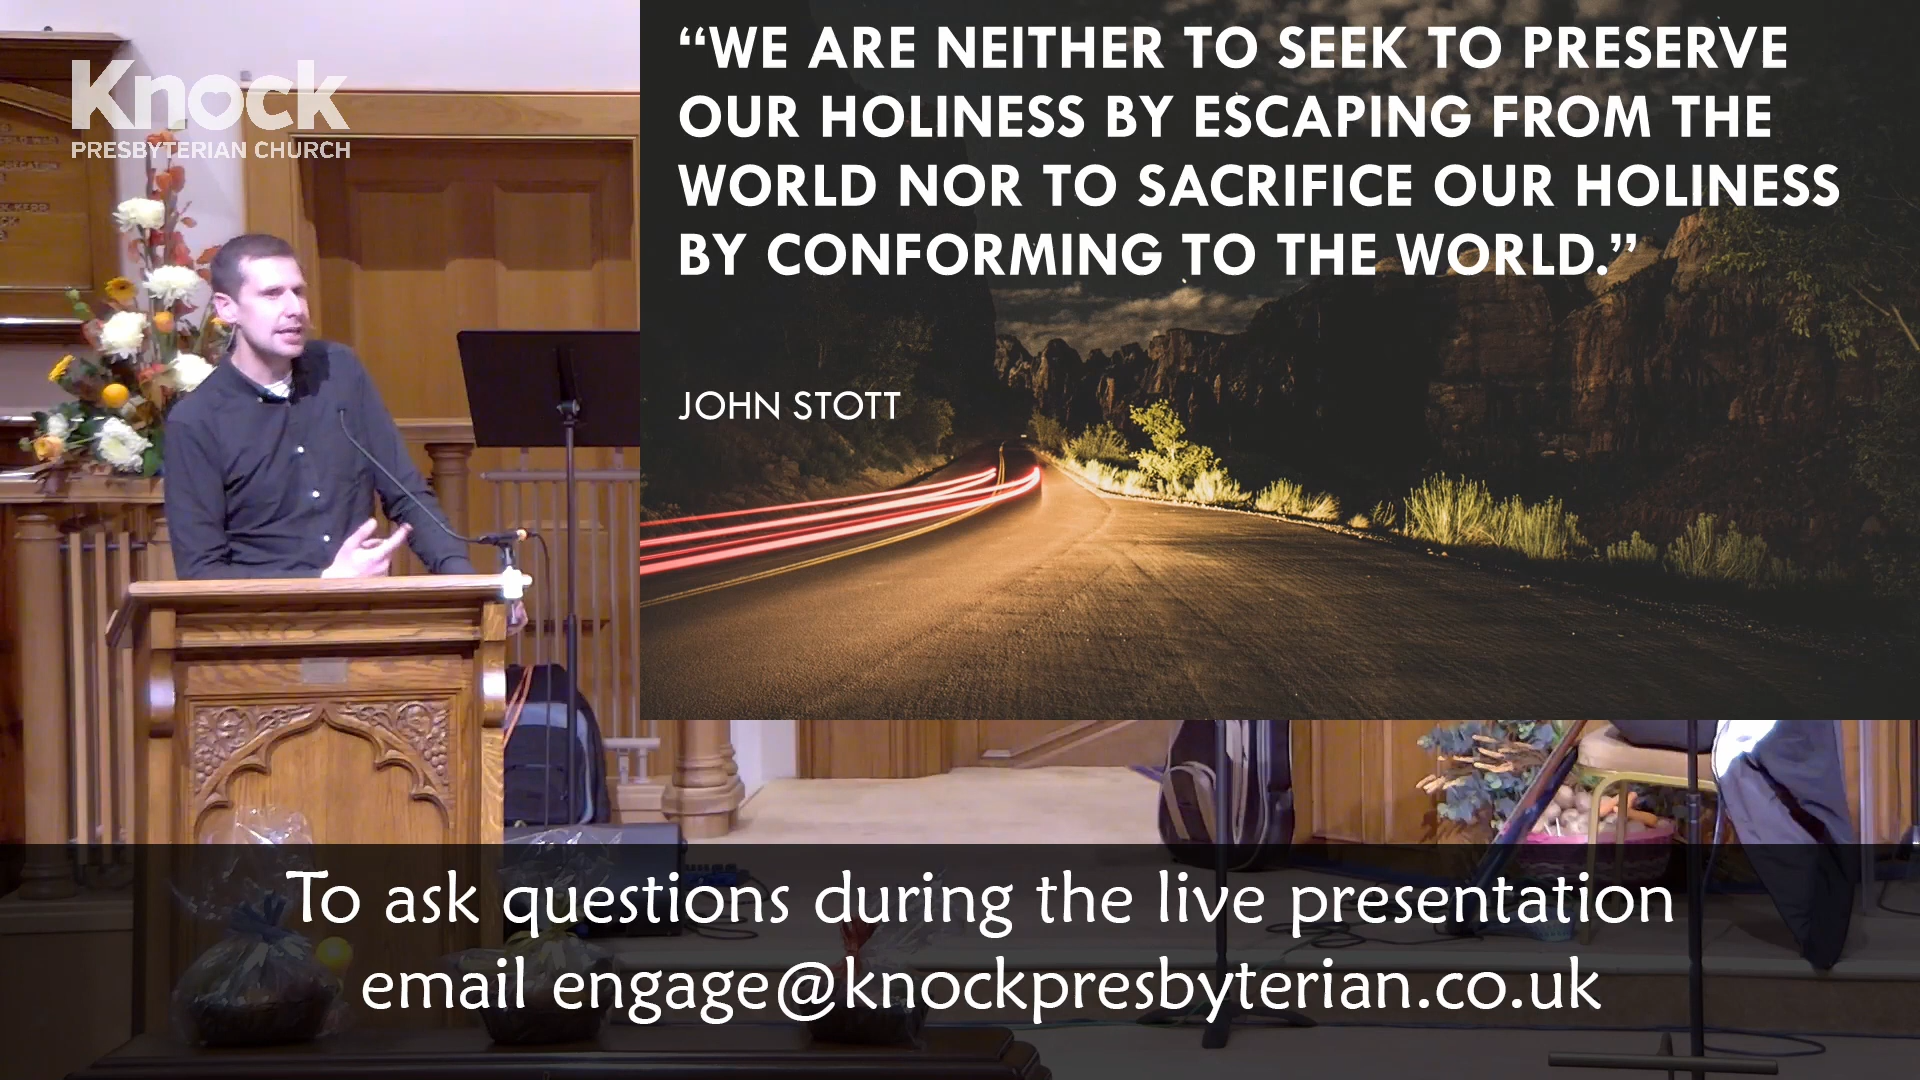 Knock
PRESBYTERIAN CHURCH
“WE ARE NEITHER TO SEEK TO PRESERVE
OUR HOLINESS BY ESCAPING FROM THE
WORLD NOR TO SACRIFICE OUR HOLINESS
BY CONFORMING TO THE WORLD.”
JOHN STOTT
To ask questions during the live presentation
email engage@knockpresbyterian.co.uk